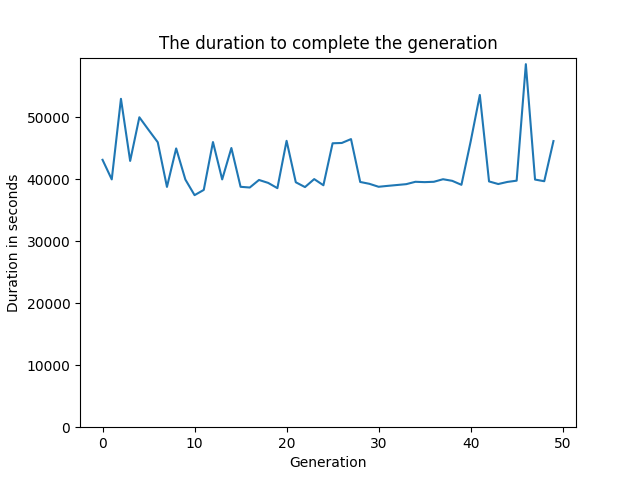 The duration to complete the generation
Duration in seconds
50000
40000
30000
20000
10000
0
0 10 20 30 40 50
Generation